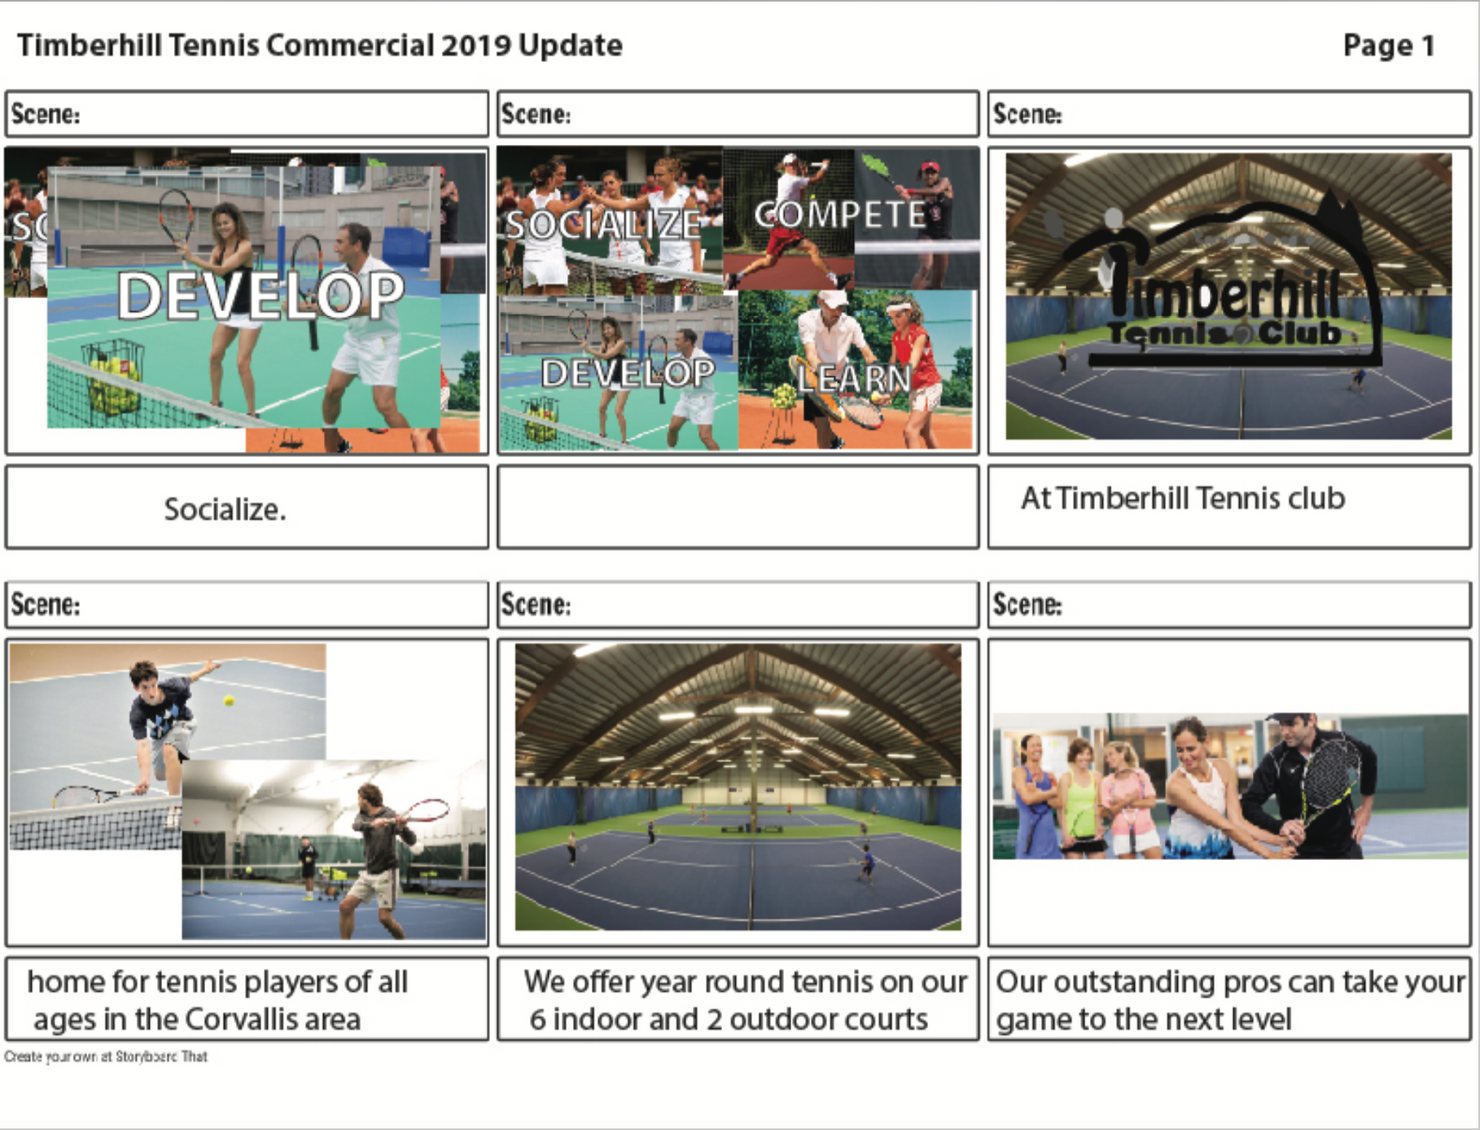 Timberhill Tennis Commercial 2019 Update
Page 1
Scene:
Scene:
Scene:
SO
DEVELOP
SOCIALIZE
COMPETE
DEVELOP
LEARN
Timberhill
Tennis Club
Socialize.
At Timberhill Tennis club
Scene:
Scene:
Scene:
home for tennis players of all
ages in the Corvallis area
We offer year round tennis on our
6 indoor and 2 outdoor courts
Our outstanding pros can take your
game to the next level
Create your own at Storyboard That